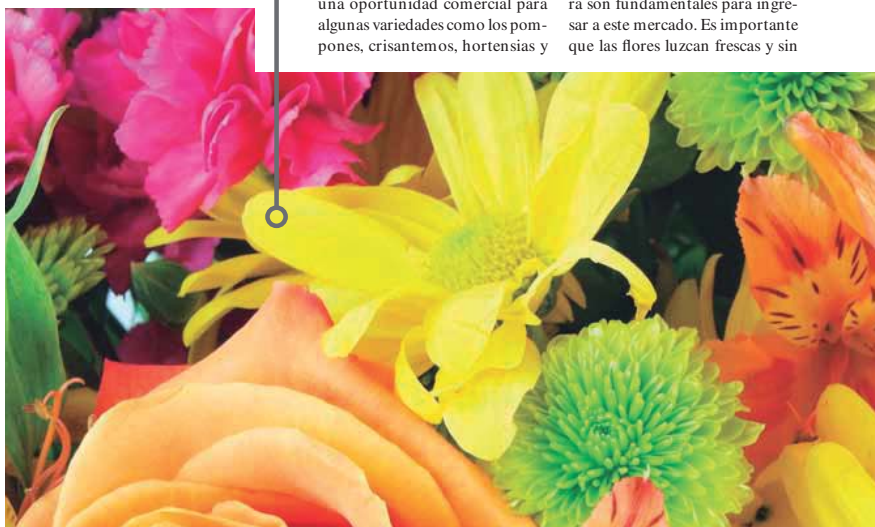 una oportunidad comercial para
algunas variedades como los pom-
pones, crisantemos, hortensias y
ra son fundamentales para ingre-
sar a este mercado. Es importante
que las flores luzcan frescas y sin